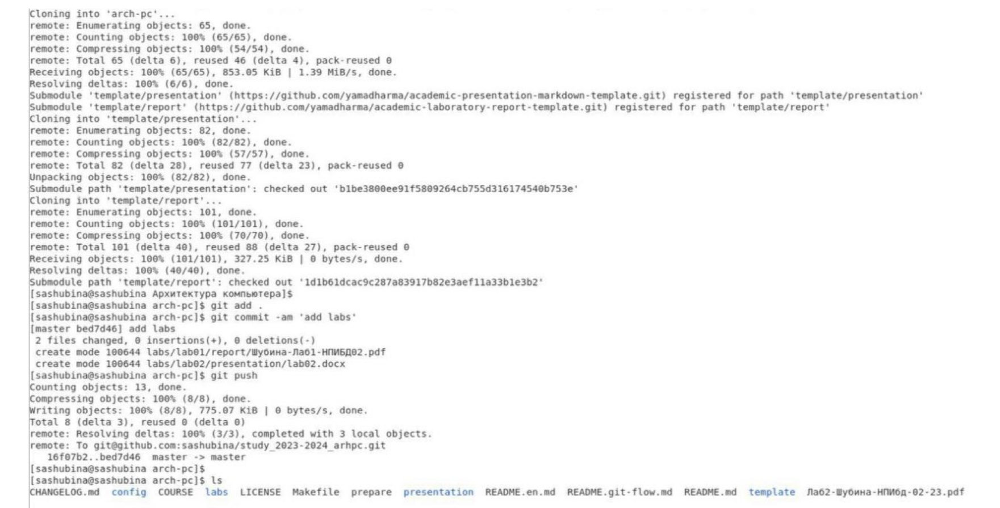 Cloning into 'arch-pc'...
remote: Enumerating objects: 65, done.
remote: Counting objects: 100% (65/65), done.
remote: Compressing objects: 100% (54/54), done.
remote: Total 65 (delta 6), reused 46 (delta 4), pack-reused 0
Receiving objects: 100% (65/65), 853.05 KiB | 1.39 MiB/s, done.
Resolving deltas: 100% (6/6), done.
Submodule 'template/presentation' (https://github.com/yamadharma/academic-presentation-markdown-template.git) registered for path 'template/presentation'
Submodule 'template/report' (https://github.com/yamadharma/academic-laboratory-report-template.git) registered for path 'template/report'
Cloning into 'template/presentation'...
remote: Enumerating objects: 82, done.
remote: Counting objects: 100% (82/82), done.
remote: Compressing objects: 100% (57/57), done.
remote: Total 82 (delta 28), reused 77 (delta 23), pack-reused 0
Unpacking objects: 100% (82/82), done.
Submodule path 'template/presentation': checked out 'b1be3800ee91f5809264cb755d316174540b753e'
Cloning into 'template/report'...
remote: Enumerating objects: 101, done.
remote: Counting objects: 100% (101/101), done.
remote: Compressing objects: 100% (70/70), done.
remote: Total 101 (delta 40), reused 88 (delta 27), pack-reused 0
Receiving objects: 100% (101/101), 327.25 KiB | 0 bytes/s, done.
Resolving deltas: 100% (40/40), done.
Submodule path 'template/report': checked out '1d1b61dcac9c287a83917b82e3aef11a33b1e3b2'
[sashubina@sashubina Архитектура компьютера]$
[sashubina@sashubina arch-pc]$ git add .
[sashubina@sashubina arch-pc]$ git commit -am 'add labs'
[master bed7d46] add labs
2 files changed, 0 insertions(+), 0 deletions(-)
create mode 100644 labs/lab01/report/Шубина-Лаб1-НПИБД02.pdf
create mode 100644 labs/lab02/presentation/lab02.docx
[sashubina@sashubina arch-pc]$ git push
Counting objects: 13, done.
Compressing objects: 100% (8/8), done.
Writing objects: 100% (8/8), 775.07 KiB | 0 bytes/s, done.
Total 8 (delta 3), reused 0 (delta 0)
remote: Resolving deltas: 100% (3/3), completed with 3 local objects.
remote: To git@github.com:sashubina/study_2023-2024_arhpc.git
16f07b2..bed7d46  master -> master
[sashubina@sashubina arch-pc]$
[sashubina@sashubina arch-pc]$ ls
CHANGELOG.md  config  COURSE  labs  LICENSE  Makefile  prepare  presentation  README.en.md  README.git-flow.md  README.md  template  Лаб2-Шубина-НПИбд-02-23.pdf